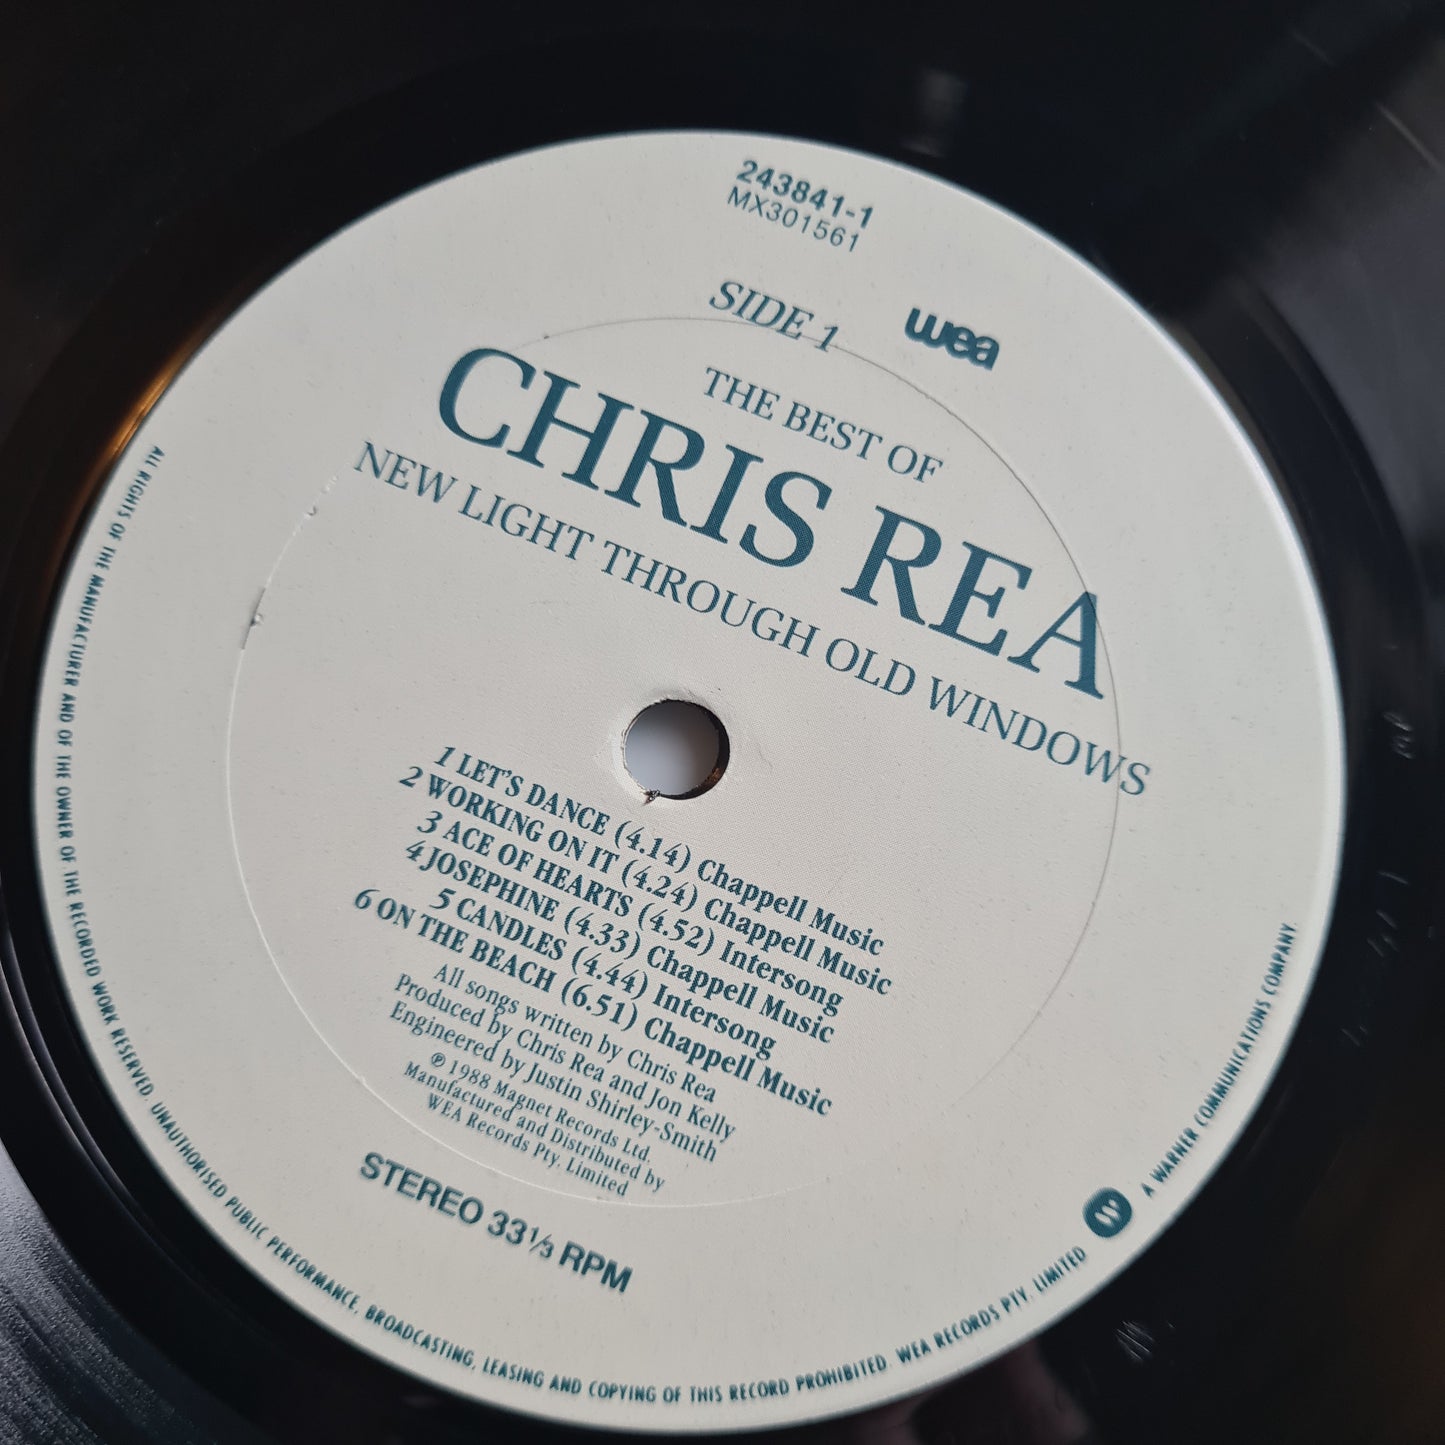 243841-1
MX301561
SIDE 1
wea
THE BEST OF
CHRIS REA
NEW LIGHT THROUGH OLD WINDOWS
1 LET'S DANCE (4.14) Chappell Music
2 WORKING ON IT (4.24) Chappell Music
3 ACE OF HEARTS (4.52) Intersong
4 JOSEPHINE (4.33) Chappell Music
5 CANDLES (4.44) Intersong
6 ON THE BEACH (6.51) Chappell Music
All songs written by Chris Rea
Produced by Chris Rea and Jon Kelly
Engineered by Justin Shirley-Smith
℗ 1988 Magnet Records Ltd.
Manufactured and Distributed by
WEA Records Pty. Limited
STEREO 33⅓ RPM
ALL RIGHTS OF THE MANUFACTURER AND OF THE OWNER OF THE RECORDED WORK RESERVED. UNAUTHORISED PUBLIC PERFORMANCE, BROADCASTING, LEASING AND COPYING OF THIS RECORD PROHIBITED. WEA RECORDS PTY. LIMITED A WARNER COMMUNICATIONS COMPANY.